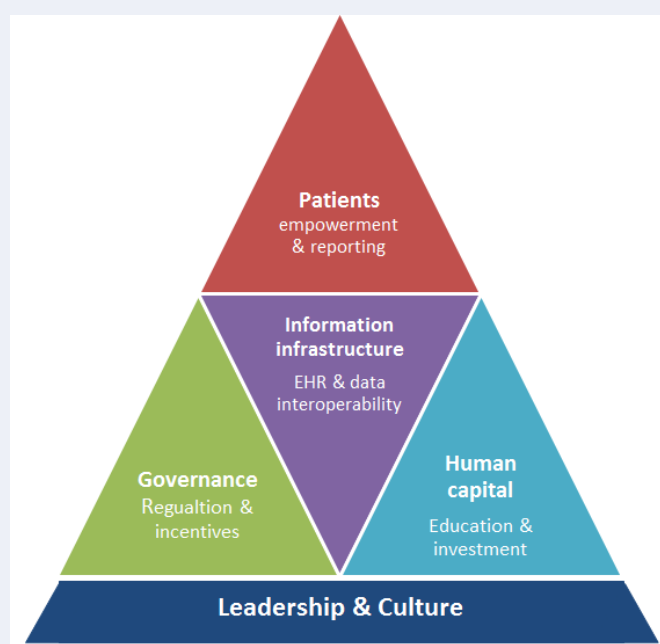 Patients
empowerment
& reporting
Information
infrastructure
EHR & data
interoperability
Governance
Regualtion &
incentives
Human
capital
Education &
investment
Leadership & Culture